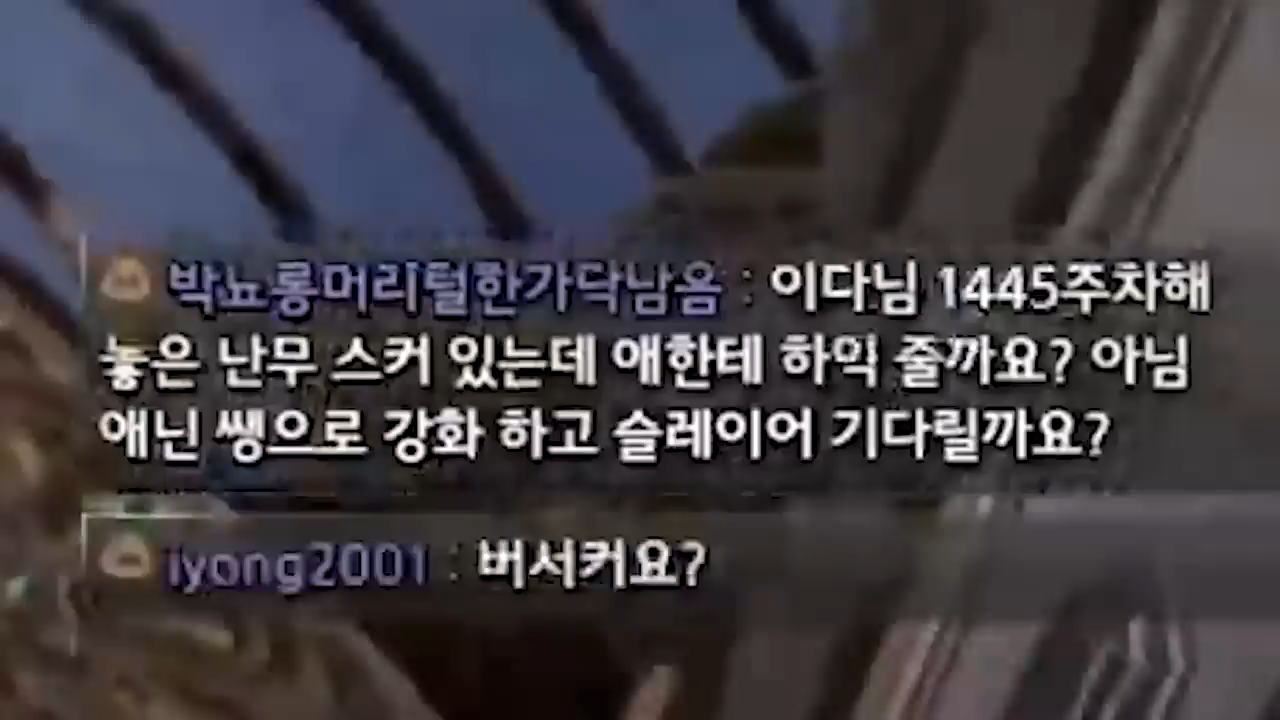 박뇨롱머리털한가닥남음 : 이다님 1445주차해
놓은 난무 스커 있는데 애한테 하익 줄까요? 아님
애닌 쌩으로 강화 하고 슬레이어 기다릴까요?
lyong2001 : 버서커요?